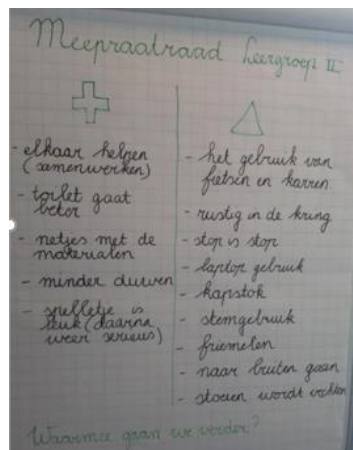 Meepraatraad Leergroep II
- elkaar helpen
(samenwerken)
- toilet gaat
beter
- netjes met de
materialen
- minder duwen
- spelletje is
leuk (daarna
weer serieus)
- het gebruik van
fietsen en karren
- rustig in de kring
- stop is stop
- laptop gebruik
- kapstok
- stemgebruik
- friemelen
- naar buiten gaan
- stoeien wordt vechten
Waarmee gaan we verder?